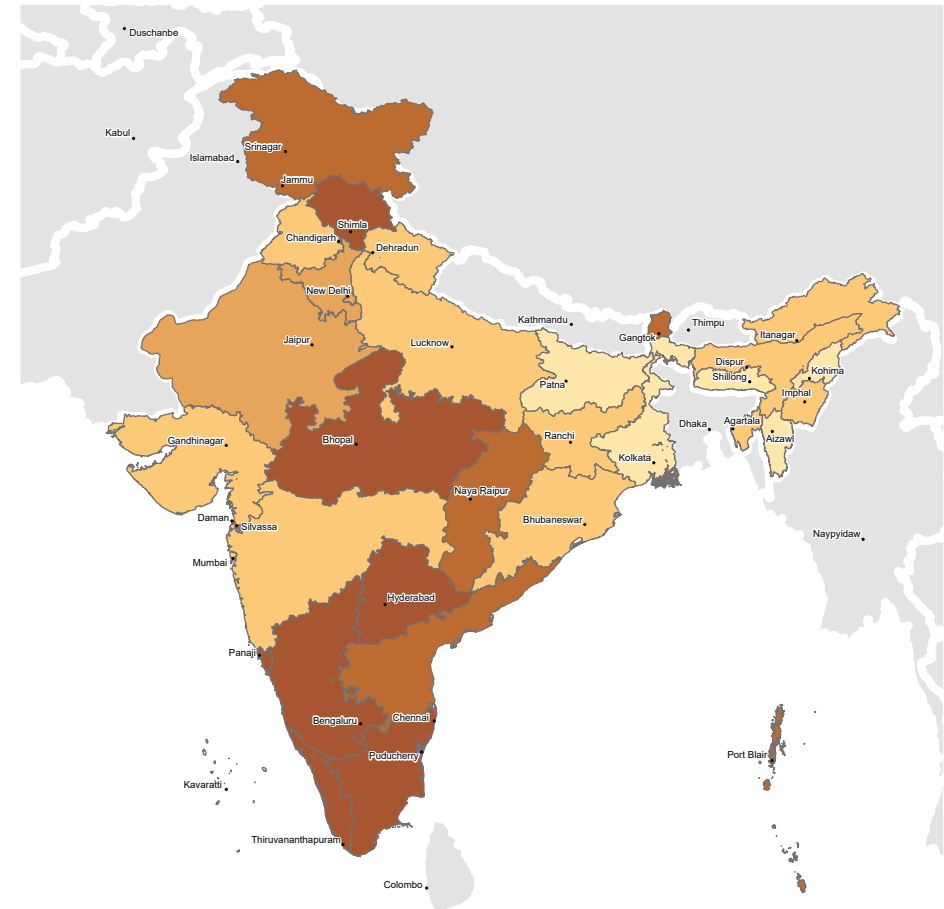 Duschanbe
Kabul
Srinagar
Islamabad
Jammu
Shimla
Chandigarh
Dehradun
New Delhi
Kathmandu
Thimpu
Gangtok
Itanagar
Jaipur
Lucknow
Dispur
Kohima
Shillong
Patna
Imphal
Dhaka
Agartala
Aizawl
Gandhinagar
Bhopal
Ranchi
Kolkata
Naya Raipur
Daman
Silvassa
Bhubaneswar
Naypyidaw
Mumbai
Hyderabad
Panaji
Bengaluru
Chennai
Puducherry
Port Blair
Kavaratti
Thiruvananthapuram
Colombo